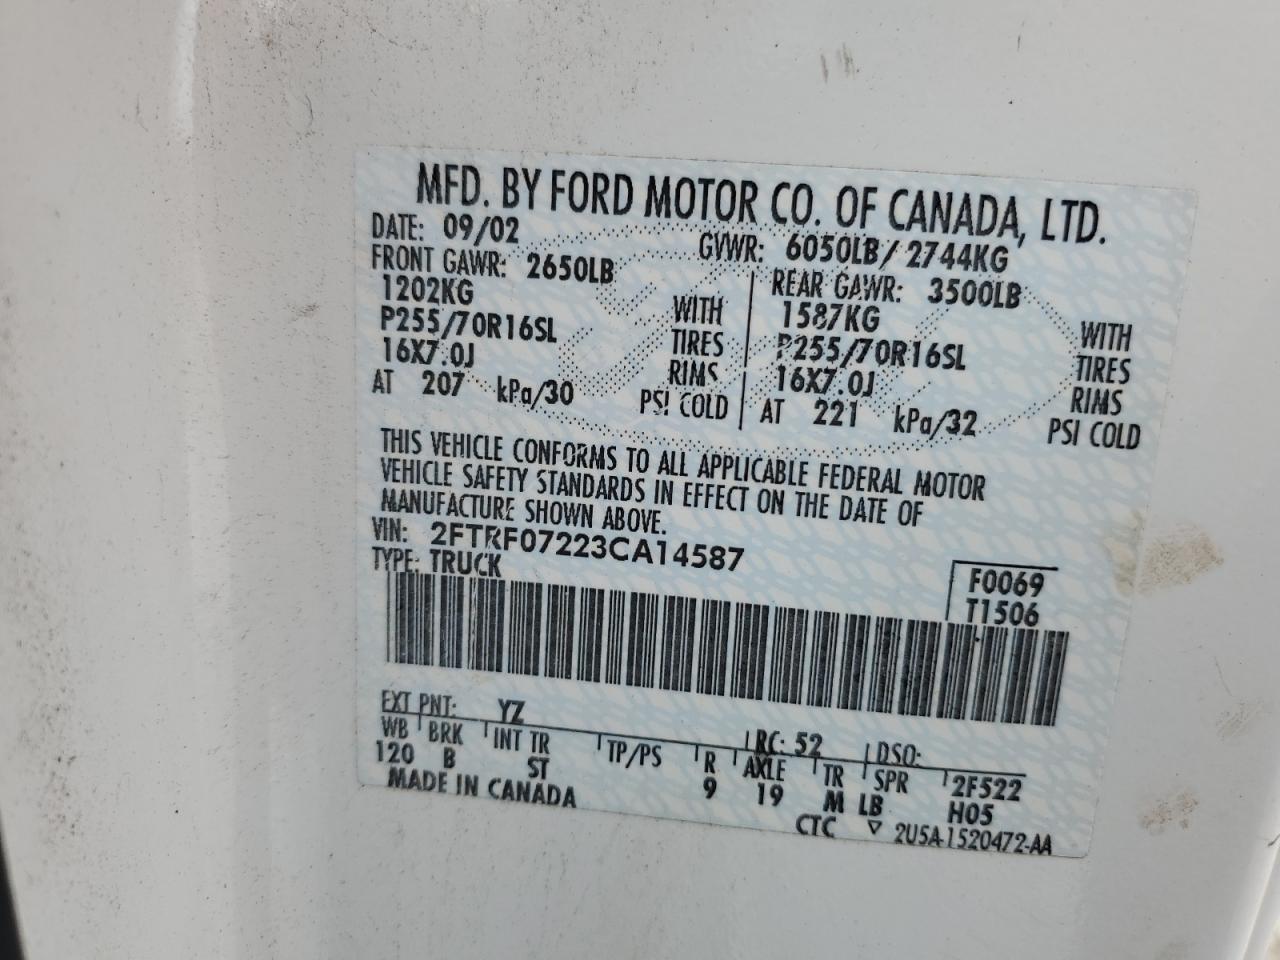 MFD. BY FORD MOTOR CO. OF CANADA, LTD.
DATE: 09/02 GVWR: 6050LB/ 2744KG
FRONT GAWR: 2650LB REAR GAWR: 3500LB
1202KG WITH 1587KG WITH
P255/70R16SL TIRES P255/70R16SL TIRES
16X7.0J RIMS 16X7.0J RIMS
AT 207 kPa/30 PSI COLD AT 221 kPa/32 PSI COLD
THIS VEHICLE CONFORMS TO ALL APPLICABLE FEDERAL MOTOR
VEHICLE SAFETY STANDARDS IN EFFECT ON THE DATE OF
MANUFACTURE SHOWN ABOVE.
VIN: 2FTRF07223CA14587
TYPE: TRUCK F0069
T1506
EXT PNT: YZ RC: 52 DSO:
WB BRK INT TR TP/PS R AXLE TR SPR 2F522
120 B ST 9 19 M LB H05
MADE IN CANADA CTC ▽ 2U5A-1520472-AA